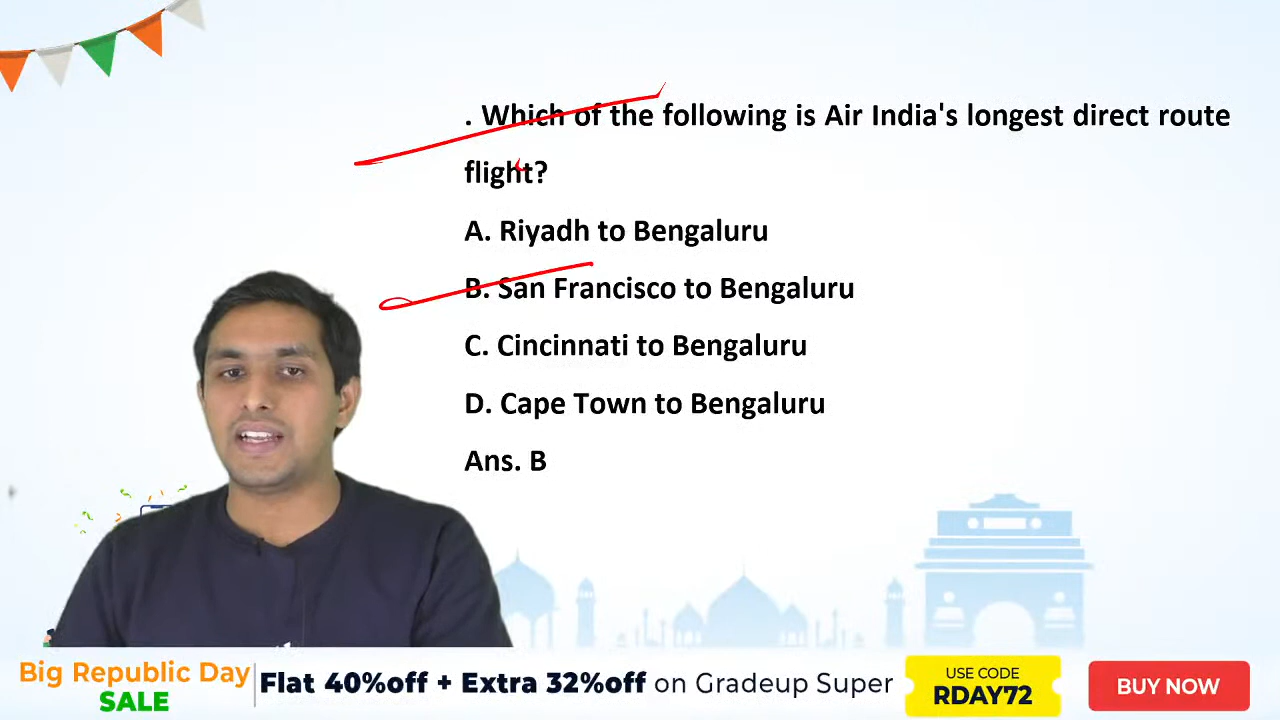 . Which of the following is Air India's longest direct route
flight?
A. Riyadh to Bengaluru
B. San Francisco to Bengaluru
C. Cincinnati to Bengaluru
D. Cape Town to Bengaluru
Ans. B
Big Republic Day
SALE
Flat 40%off + Extra 32%off on Gradeup Super
USE CODE
RDAY72
BUY NOW